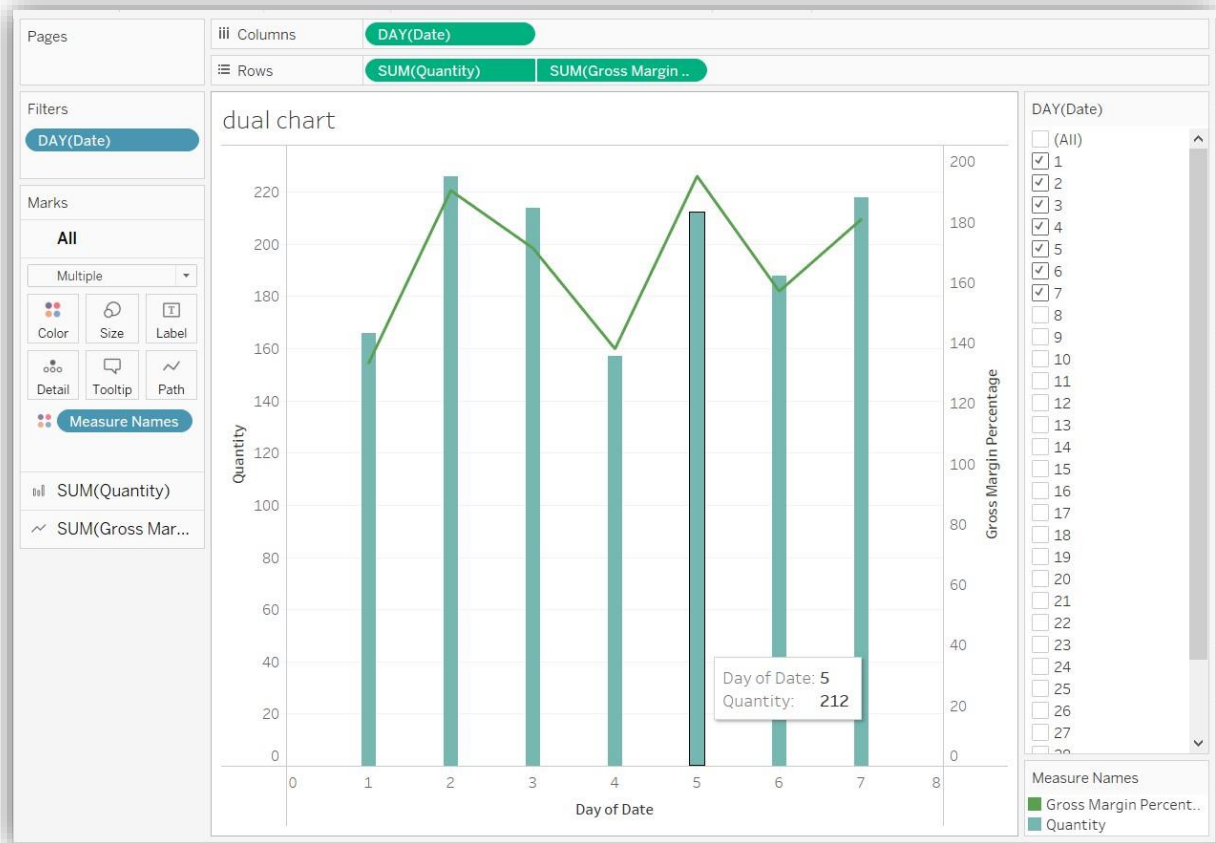 Pages
Columns
DAY(Date)
Rows
SUM(Quantity)
SUM(Gross Margin ..
Filters
DAY(Date)
Marks
All
Multiple
Color
Size
Label
Detail
Tooltip
Path
Measure Names
SUM(Quantity)
SUM(Gross Mar...
dual chart
Quantity
220
200
180
160
140
120
100
80
60
40
20
0
200
180
160
140
120
100
80
60
40
20
0
Gross Margin Percentage
Day of Date: 5
Quantity: 212
0 1 2 3 4 5 6 7 8
Day of Date
DAY(Date)
(All)
1
2
3
4
5
6
7
8
9
10
11
12
13
14
15
16
17
18
19
20
21
22
23
24
25
26
27
Measure Names
Gross Margin Percent..
Quantity